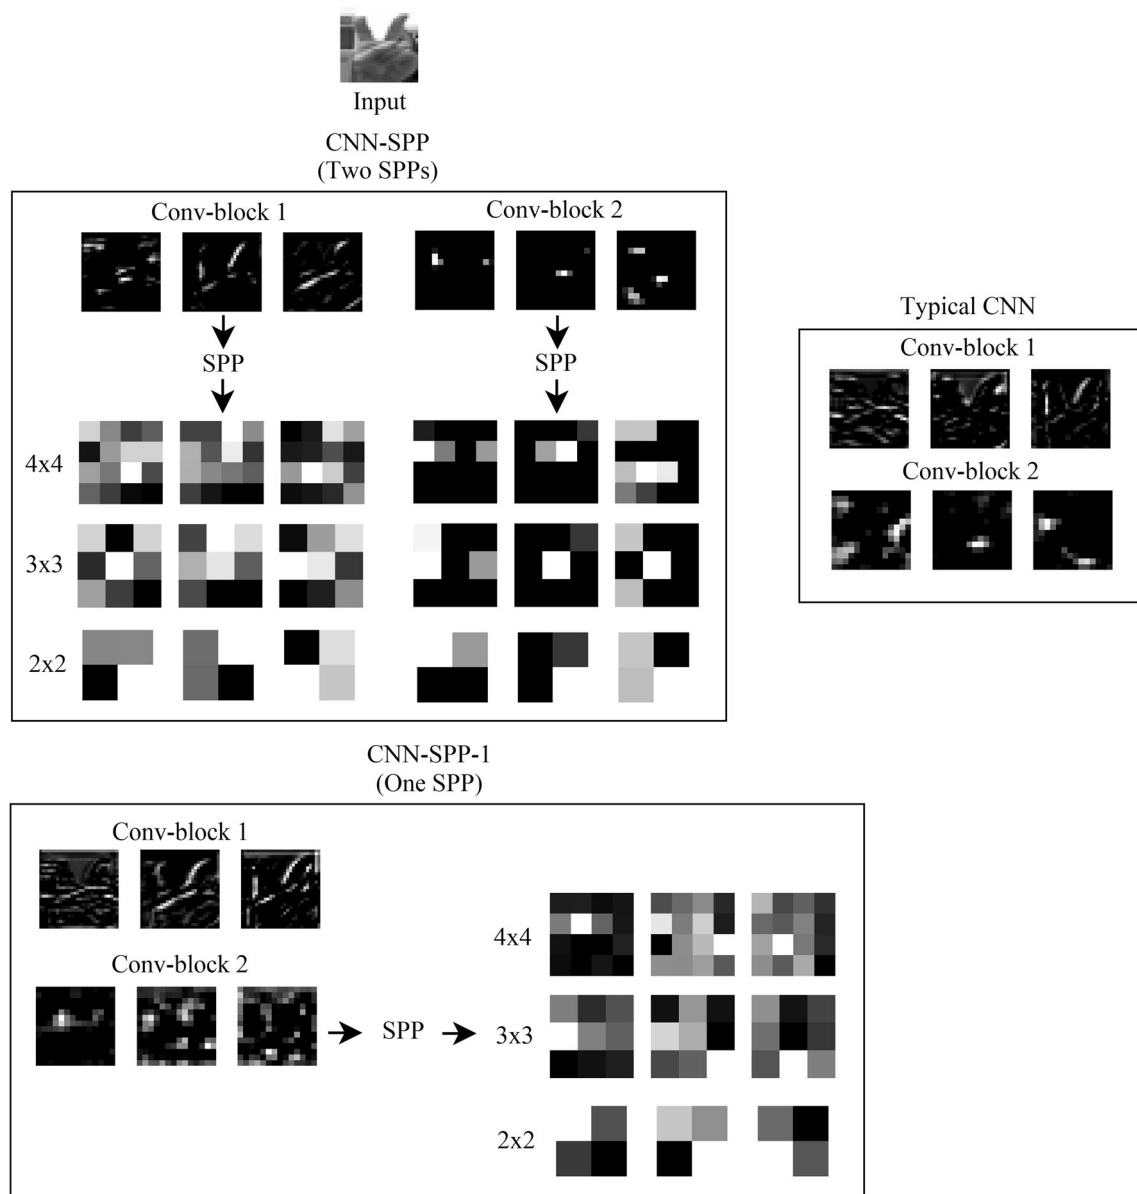 Input
CNN-SPP
(Two SPPs)
Conv-block 1
Conv-block 2
SPP
SPP
4x4
3x3
2x2
Typical CNN
Conv-block 1
Conv-block 2
CNN-SPP-1
(One SPP)
Conv-block 1
Conv-block 2
SPP
4x4
3x3
2x2